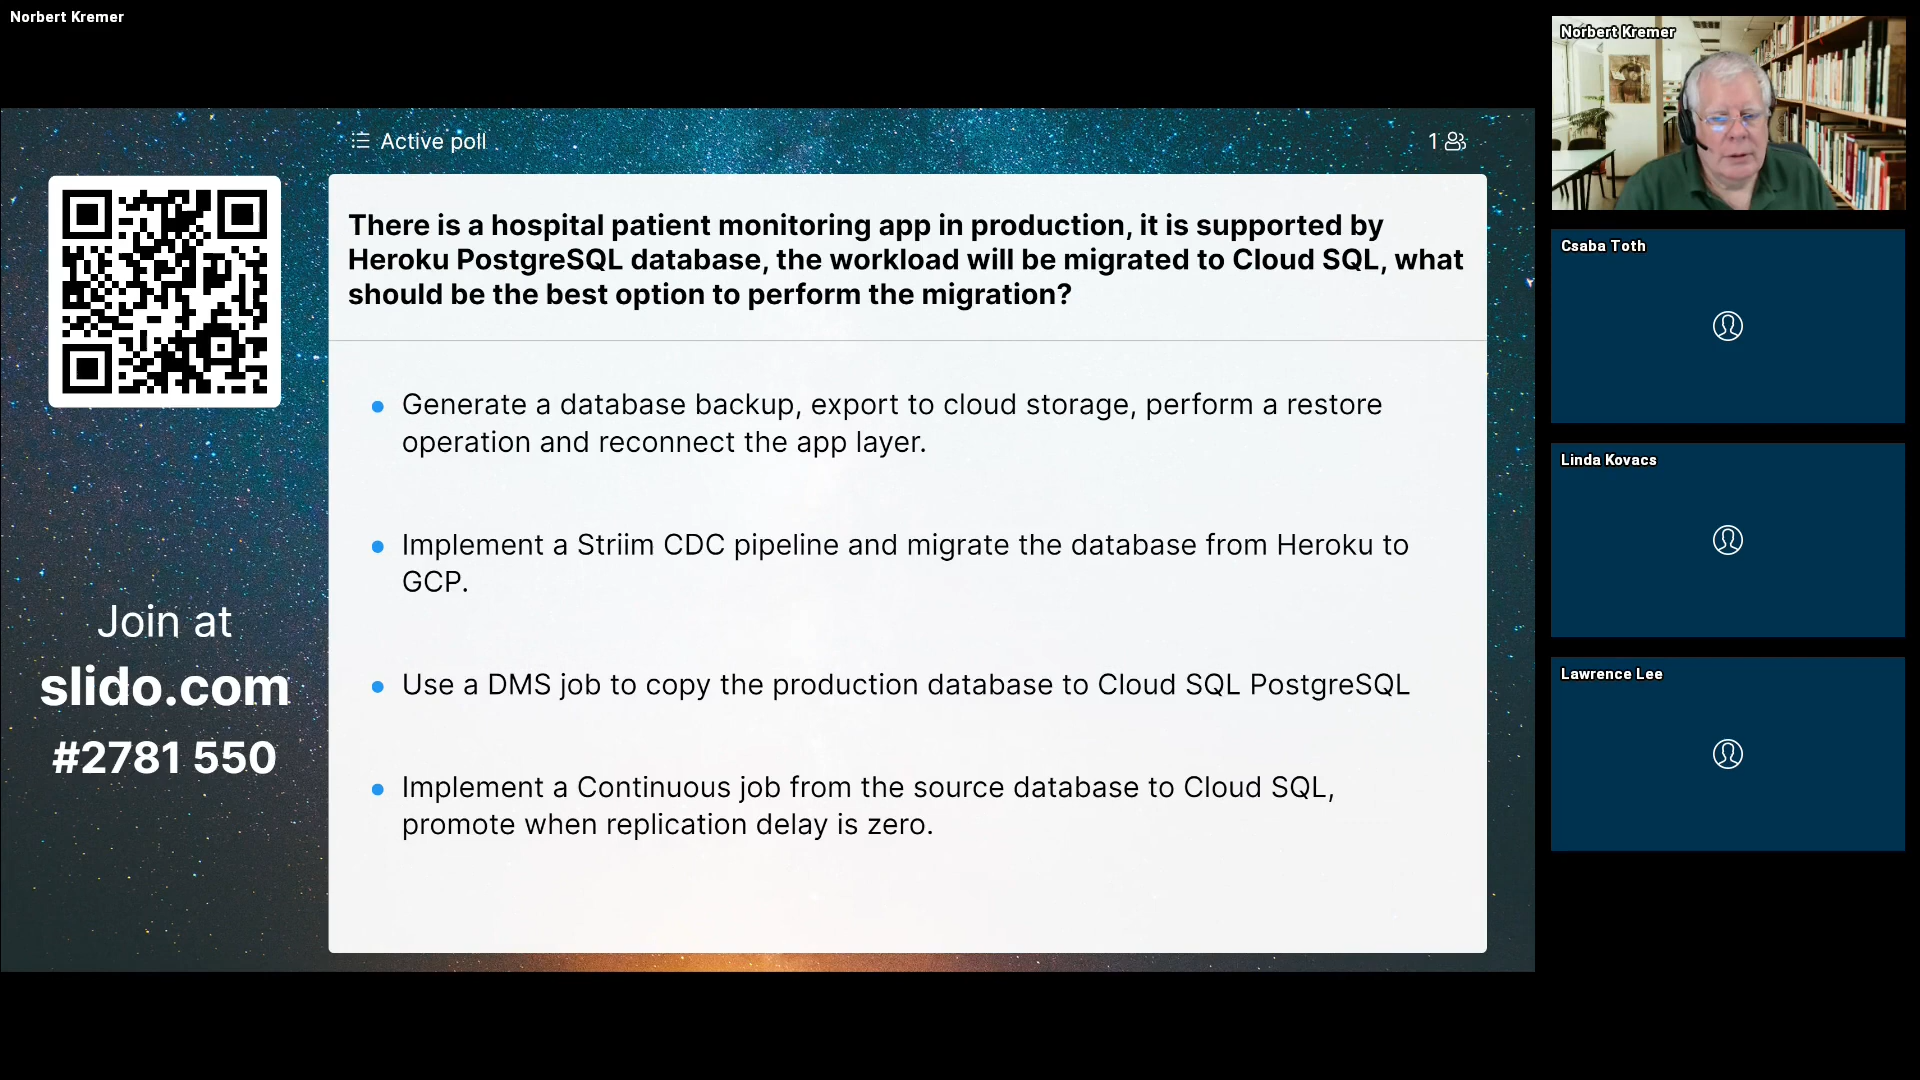 Norbert Kremer
Active poll
1
There is a hospital patient monitoring app in production, it is supported by
Heroku PostgreSQL database, the workload will be migrated to Cloud SQL, what
should be the best option to perform the migration?
Generate a database backup, export to cloud storage, perform a restore
operation and reconnect the app layer.
Implement a Striim CDC pipeline and migrate the database from Heroku to
GCP.
Use a DMS job to copy the production database to Cloud SQL PostgreSQL
Implement a Continuous job from the source database to Cloud SQL,
promote when replication delay is zero.
Join at
slido.com
#2781 550
Norbert Kremer
Csaba Toth
Linda Kovacs
Lawrence Lee